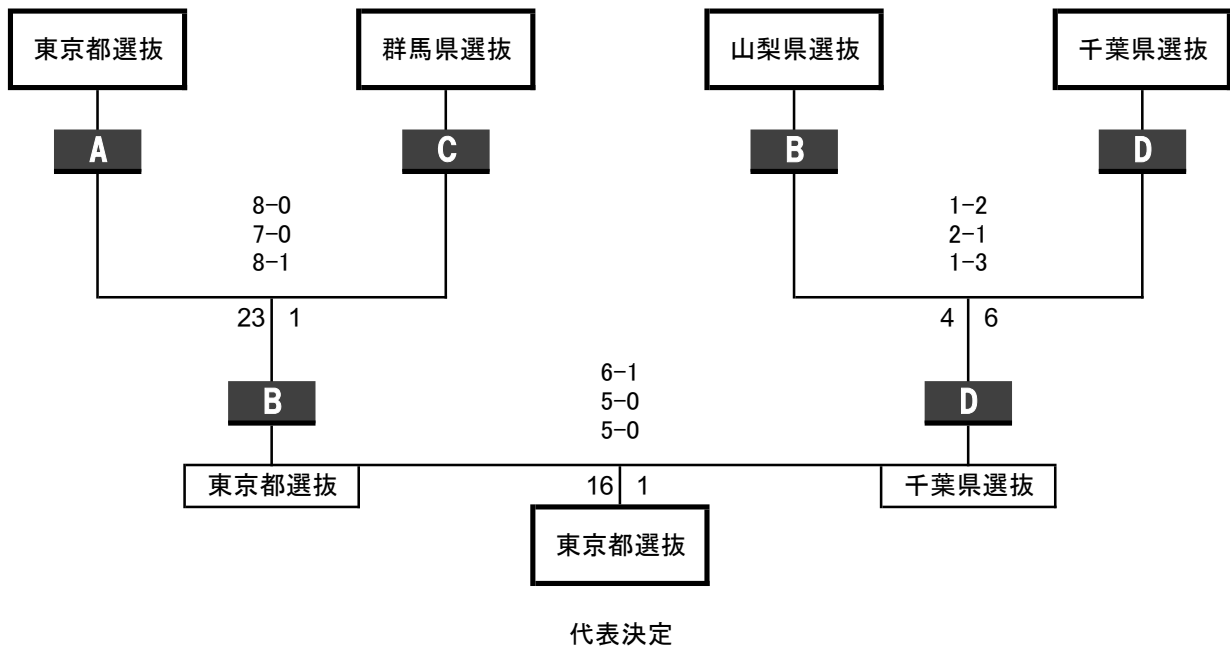 東京都選抜
群馬県選抜
山梨県選抜
千葉県選抜
A
C
B
D
8-0
7-0
8-1
1-2
2-1
1-3
23 1
4 6
B
6-1
5-0
5-0
D
東京都選抜
16 1
千葉県選抜
東京都選抜
代表決定